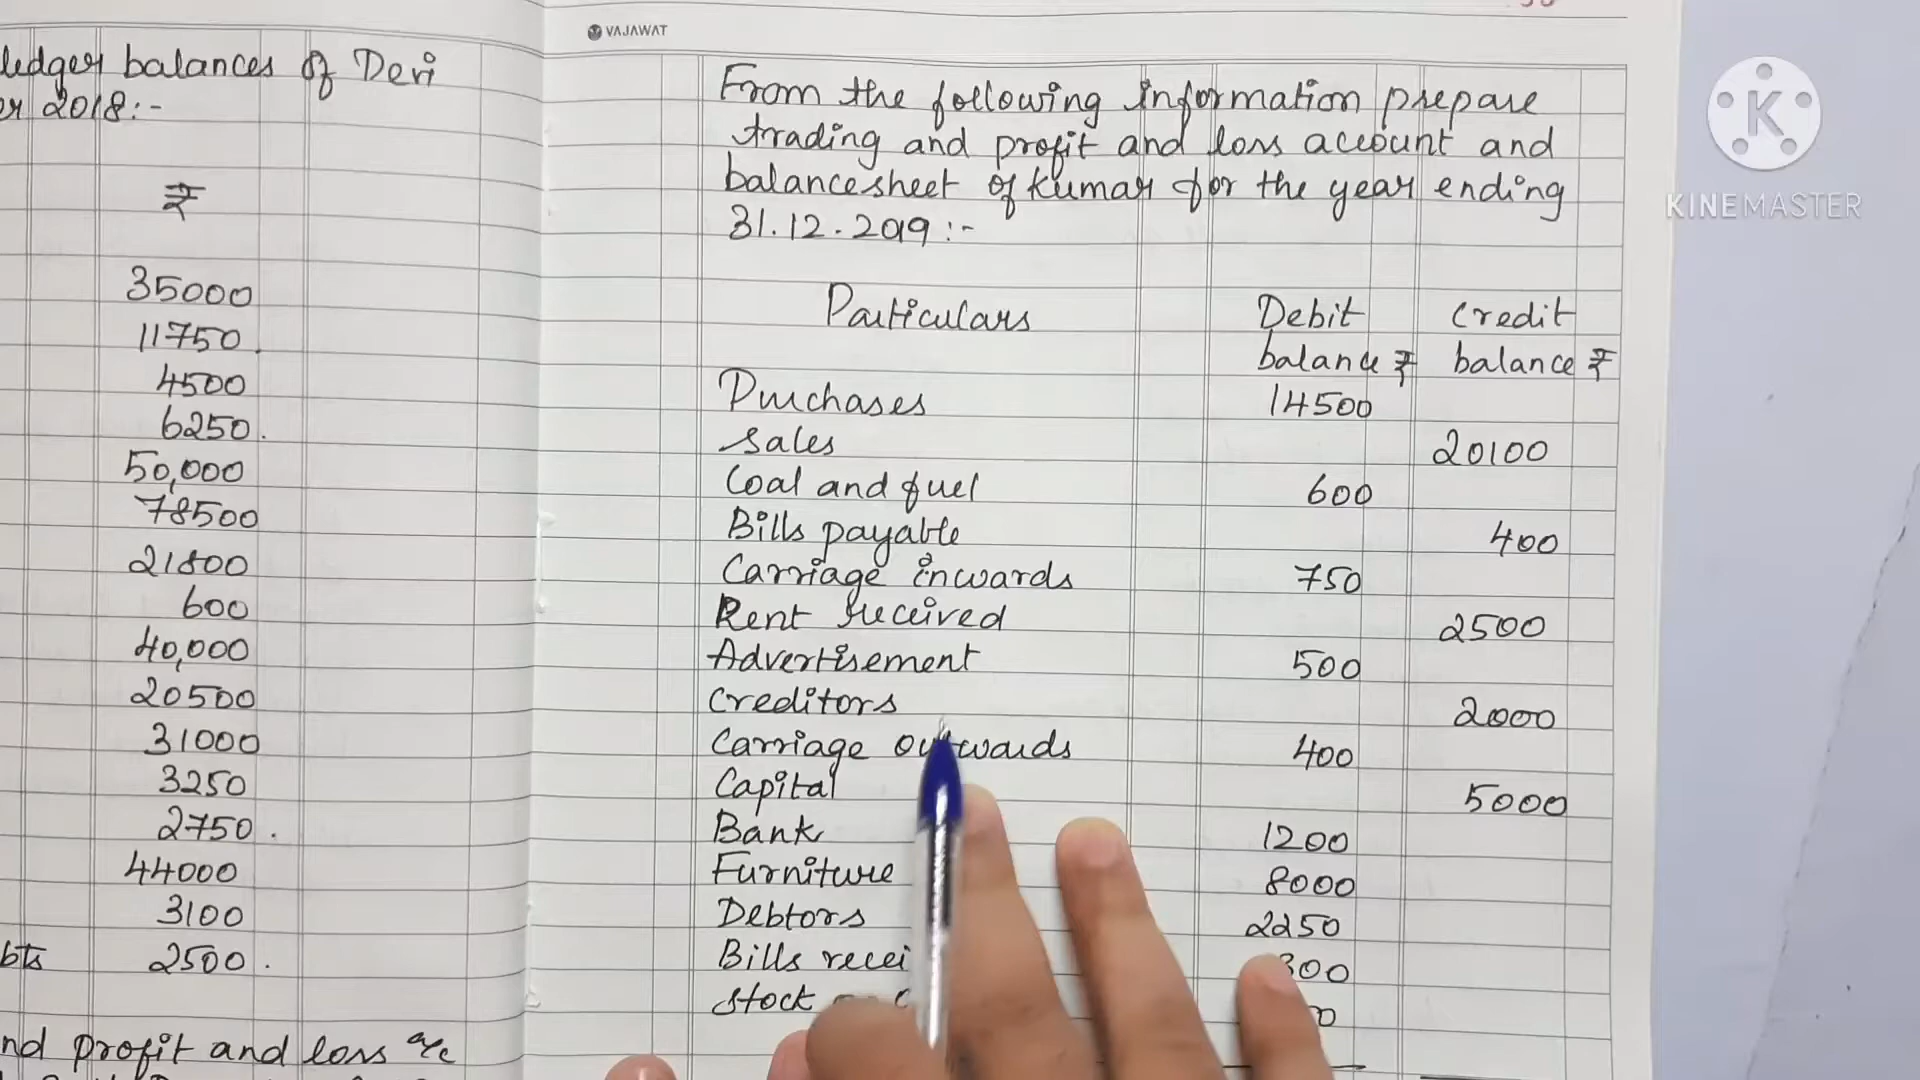 ledger balances of Devi
2018:-
₹
35000
11750.
4500
6250.
50,000
78500
21800
600
40,000
20500
31000
3250
2750.
44000
3100
bts 2500.
nd profit and loss a/c
VAJAWAT
From the following information prepare
trading and profit and loss account and
balancesheet of Kumar for the year ending
31.12.2019:-
Particulars Debit Credit
balance ₹ balance ₹
Purchases 14500
Sales 20100
Coal and fuel 600
Bills payable 400
Carriage inwards 750
Rent received 2500
Advertisement 500
Creditors 2000
Carriage outwards 400
Capital 5000
Bank 1200
Furniture 8000
Debtors 2250
Bills recei 300
Stock
K
KINEMASTER